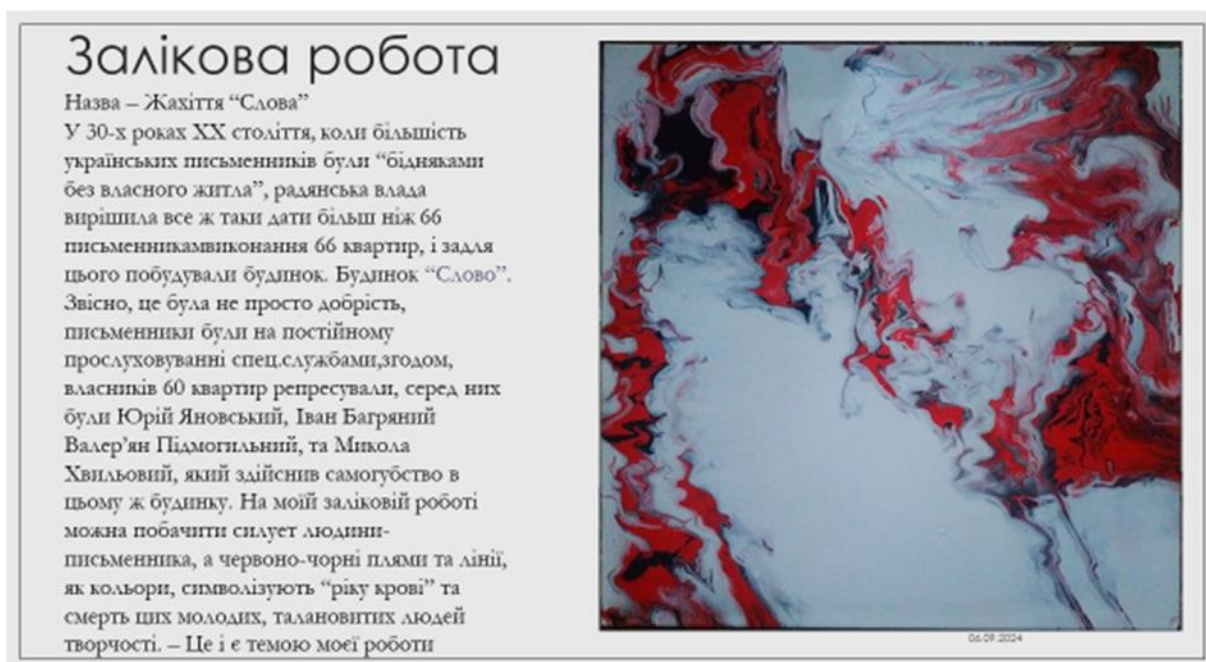 Залікова робота
Назва – Жахіття “Слова”
У 30-х роках XX століття, коли більшість
українських письменників були “бідняками
без власного житла”, радянська влада
вирішила все ж таки дати більш ніж 66
письменникамвиконання 66 квартир, і задля
цього побудували будинок. Будинок “Слово”.
Звісно, це була не просто добрість,
письменники були на постійному
прослуховуванні спец.службами,згодом,
власників 60 квартир репресували, серед них
були Юрій Яновський, Іван Багряний
Валер’ян Підмогильний, та Микола
Хвильовий, який здійснив самогубство в
цьому ж будинку. На моїй заліковій роботі
можна побачити силует людини-
письменника, а червоно-чорні плями та лінії,
як кольори, символізують “ріку крові” та
смерть цих молодих, талановитих людей
творчості. – Це і є темою моєї роботи
06.09.2024